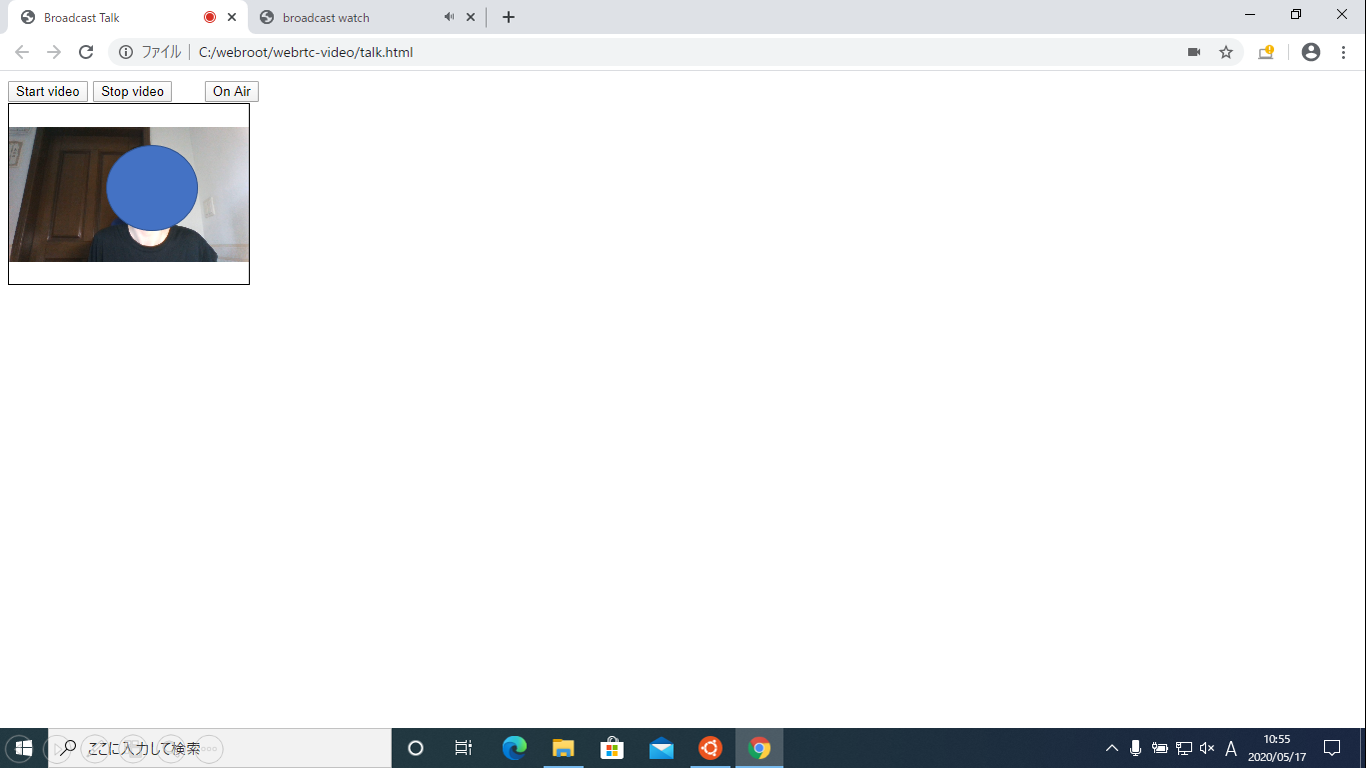 Broadcast Talk
broadcast watch
ファイル
C:/webroot/webrtc-video/talk.html
Start video
Stop video
On Air
ここに入力して検索
A
10:55
2020/05/17